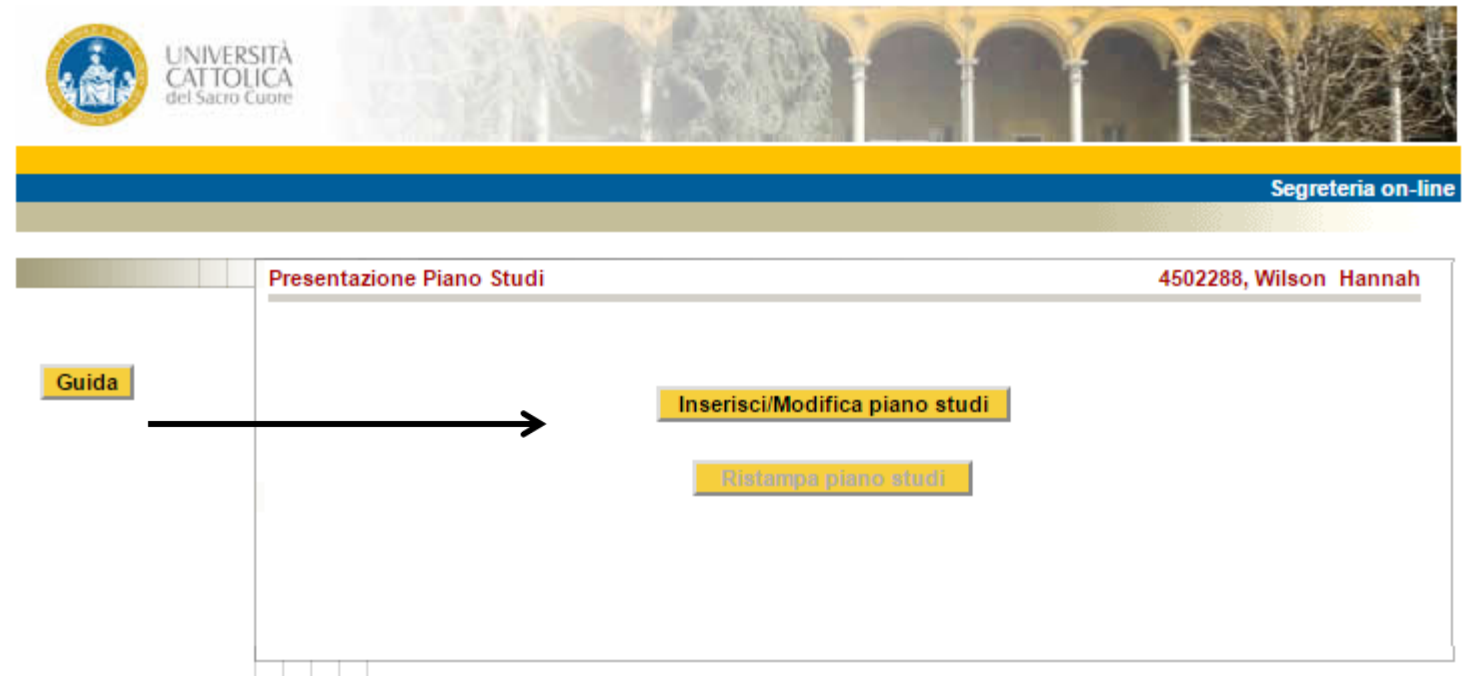 UNIVERSITÀ
CATTOLICA
del Sacro Cuore
Segreteria on-line
Presentazione Piano Studi 4502288, Wilson Hannah
Guida
Inserisci/Modifica piano studi
Ristampa piano studi